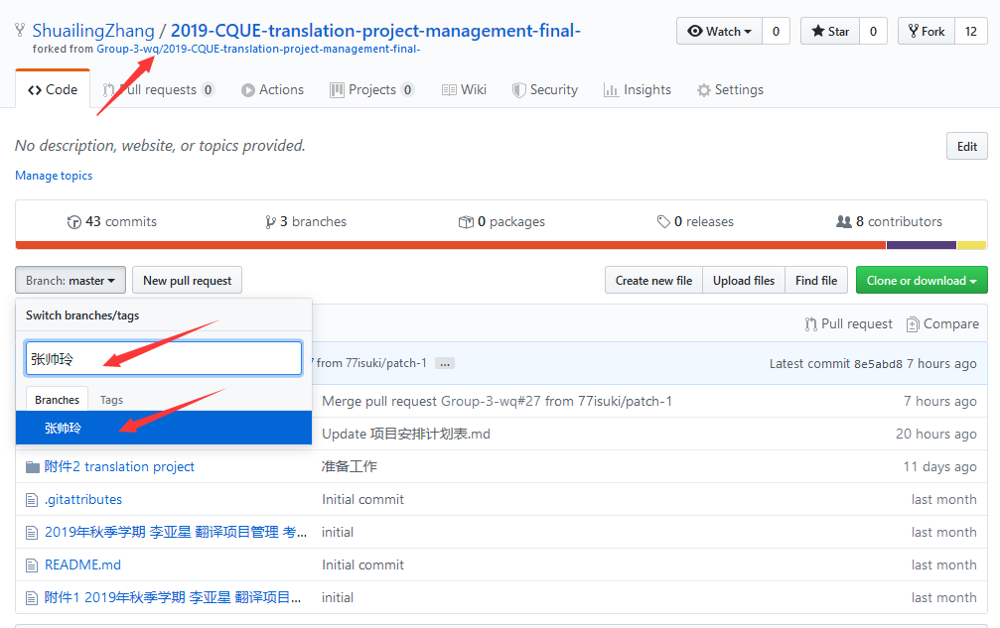 ShuailingZhang / 2019-CQUE-translation-project-management-final-
Watch 0 Star 0 Fork 12
forked from Group-3-wq/2019-CQUE-translation-project-management-final-
Code Pull requests 0 Actions Projects 0 Wiki Security Insights Settings
No description, website, or topics provided.
Edit
Manage topics
43 commits 3 branches 0 packages 0 releases 8 contributors
Branch: master New pull request Create new file Upload files Find file Clone or download
Switch branches/tags
Pull request Compare
张帅玲
from 77isuki/patch-1 ... Latest commit 8e5abd8 7 hours ago
Branches Tags
Merge pull request Group-3-wq#27 from 77isuki/patch-1 7 hours ago
张帅玲
Update 项目安排计划表.md 20 hours ago
附件2 translation project 准备工作 11 days ago
.gitattributes Initial commit last month
2019年秋季学期 李亚星 翻译项目管理 考... initial last month
README.md Initial commit last month
附件1 2019年秋季学期 李亚星 翻译项目... initial last month